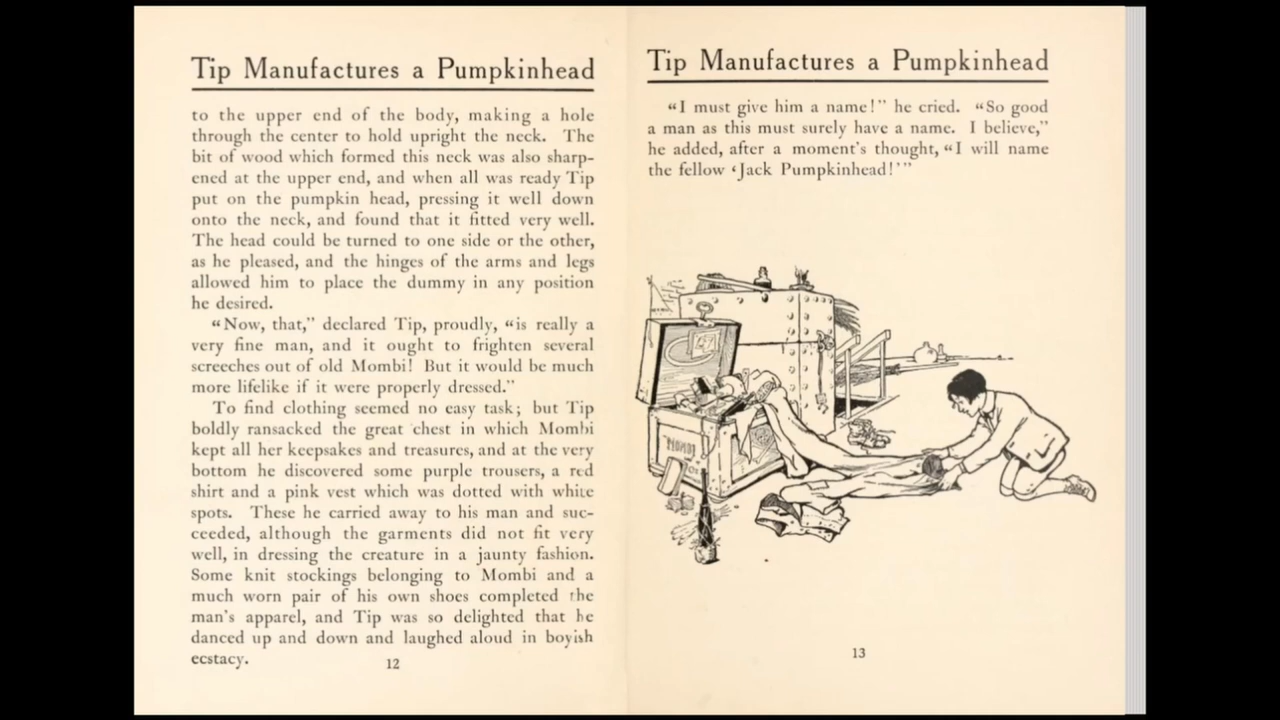 Tip Manufactures a Pumpkinhead
to the upper end of the body, making a hole
through the center to hold upright the neck. The
bit of wood which formed this neck was also sharp-
ened at the upper end, and when all was ready Tip
put on the pumpkin head, pressing it well down
onto the neck, and found that it fitted very well.
The head could be turned to one side or the other,
as he pleased, and the hinges of the arms and legs
allowed him to place the dummy in any position
he desired.
“Now, that,” declared Tip, proudly, “is really a
very fine man, and it ought to frighten several
screeches out of old Mombi! But it would be much
more lifelike if it were properly dressed.”
To find clothing seemed no easy task; but Tip
boldly ransacked the great chest in which Mombi
kept all her keepsakes and treasures, and at the very
bottom he discovered some purple trousers, a red
shirt and a pink vest which was dotted with white
spots. These he carried away to his man and suc-
ceeded, although the garments did not fit very
well, in dressing the creature in a jaunty fashion.
Some knit stockings belonging to Mombi and a
much worn pair of his own shoes completed the
man's apparel, and Tip was so delighted that he
danced up and down and laughed aloud in boyish
ecstacy.
12
Tip Manufactures a Pumpkinhead
“I must give him a name!” he cried. “So good
a man as this must surely have a name. I believe,”
he added, after a moment's thought, “I will name
the fellow ‘Jack Pumpkinhead!’”
MOMBI
13